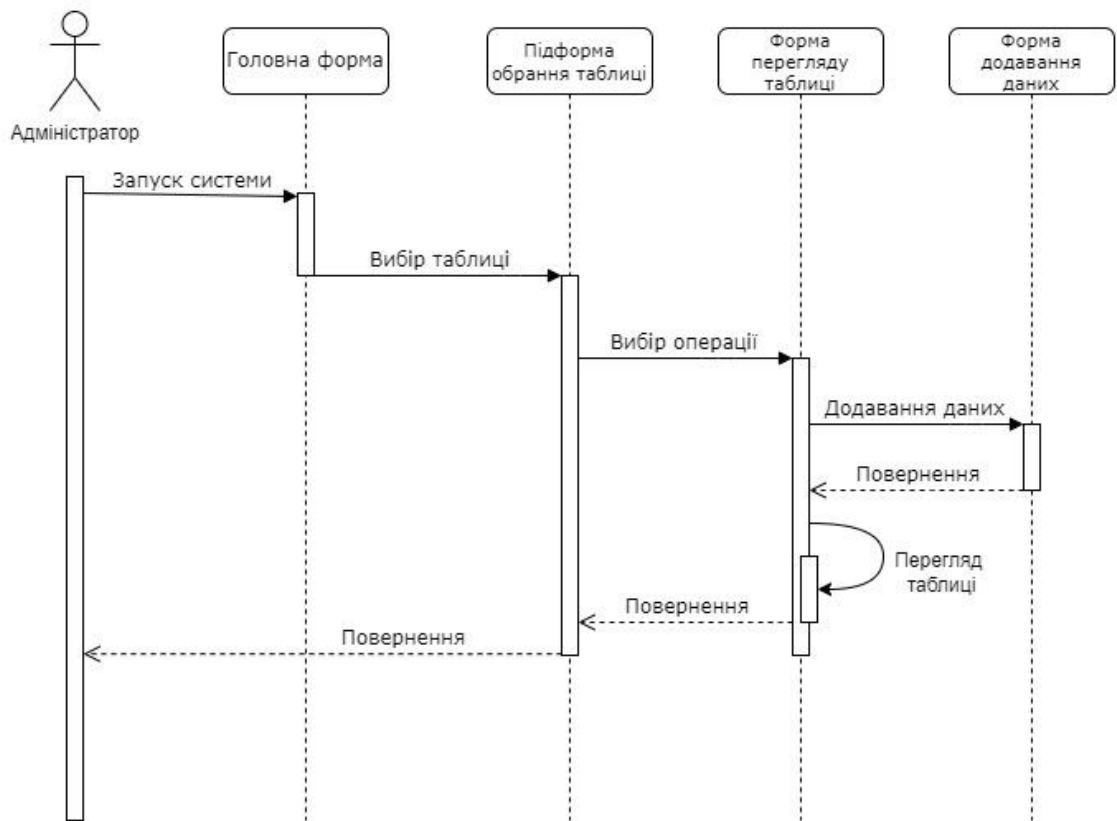 Головна форма
Підформа
обрання таблиці
Форма
перегляду
таблиці
Форма
додавання
даних
Адміністратор
Запуск системи
Вибір таблиці
Вибір операції
Додавання даних
Повернення
Перегляд
таблиці
Повернення
Повернення